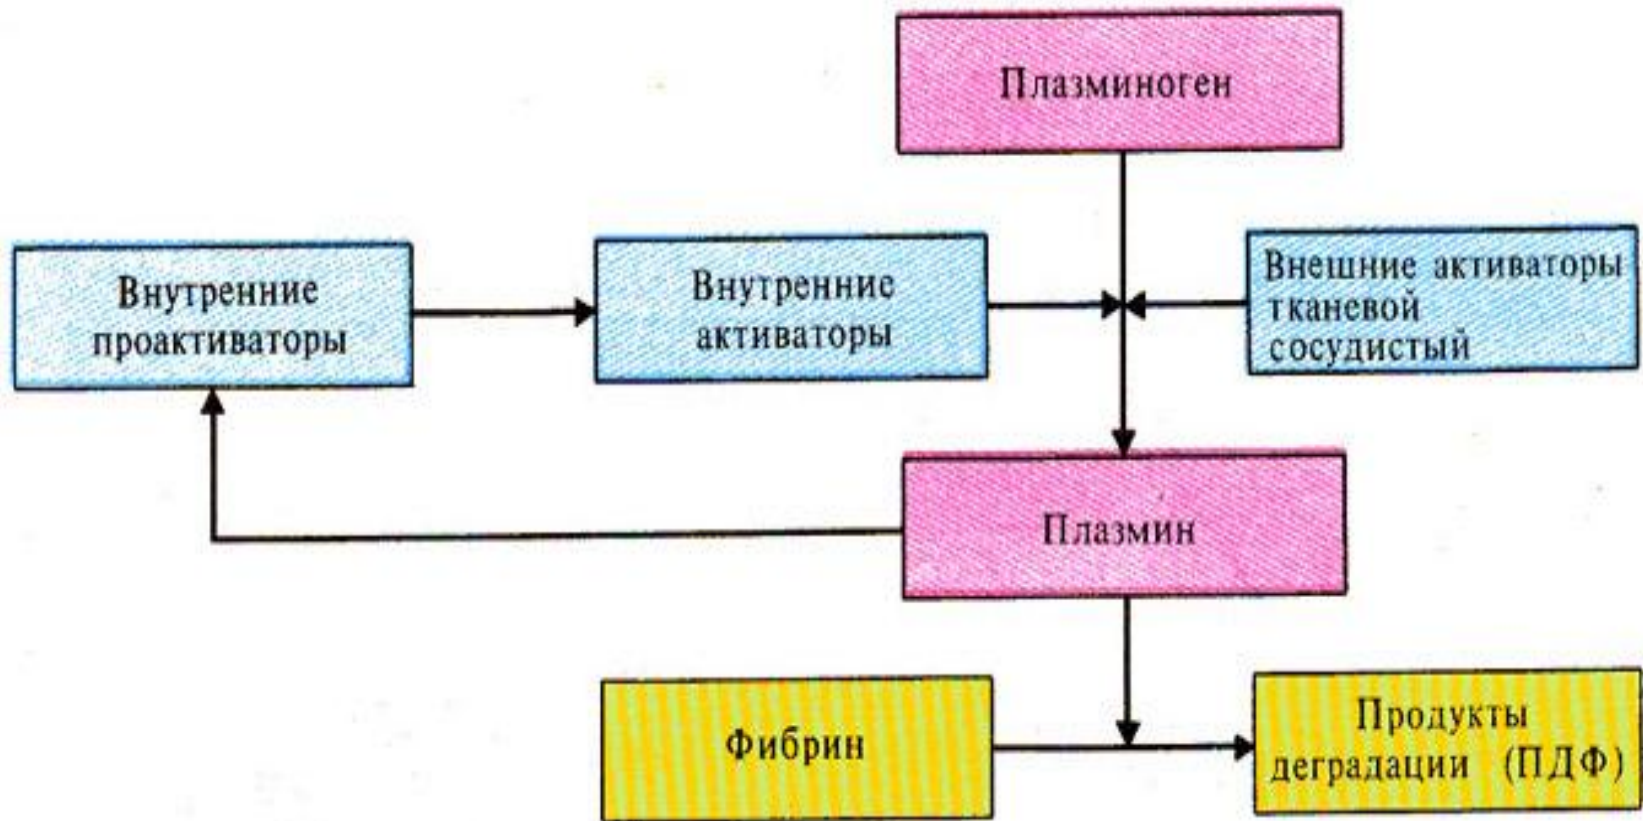 Плазминоген
Внутренние
проактиваторы
Внутренние
активаторы
Внешние активаторы
тканевой
сосудистый
Плазмин
Фибрин
Продукты
деградации (ПДФ)